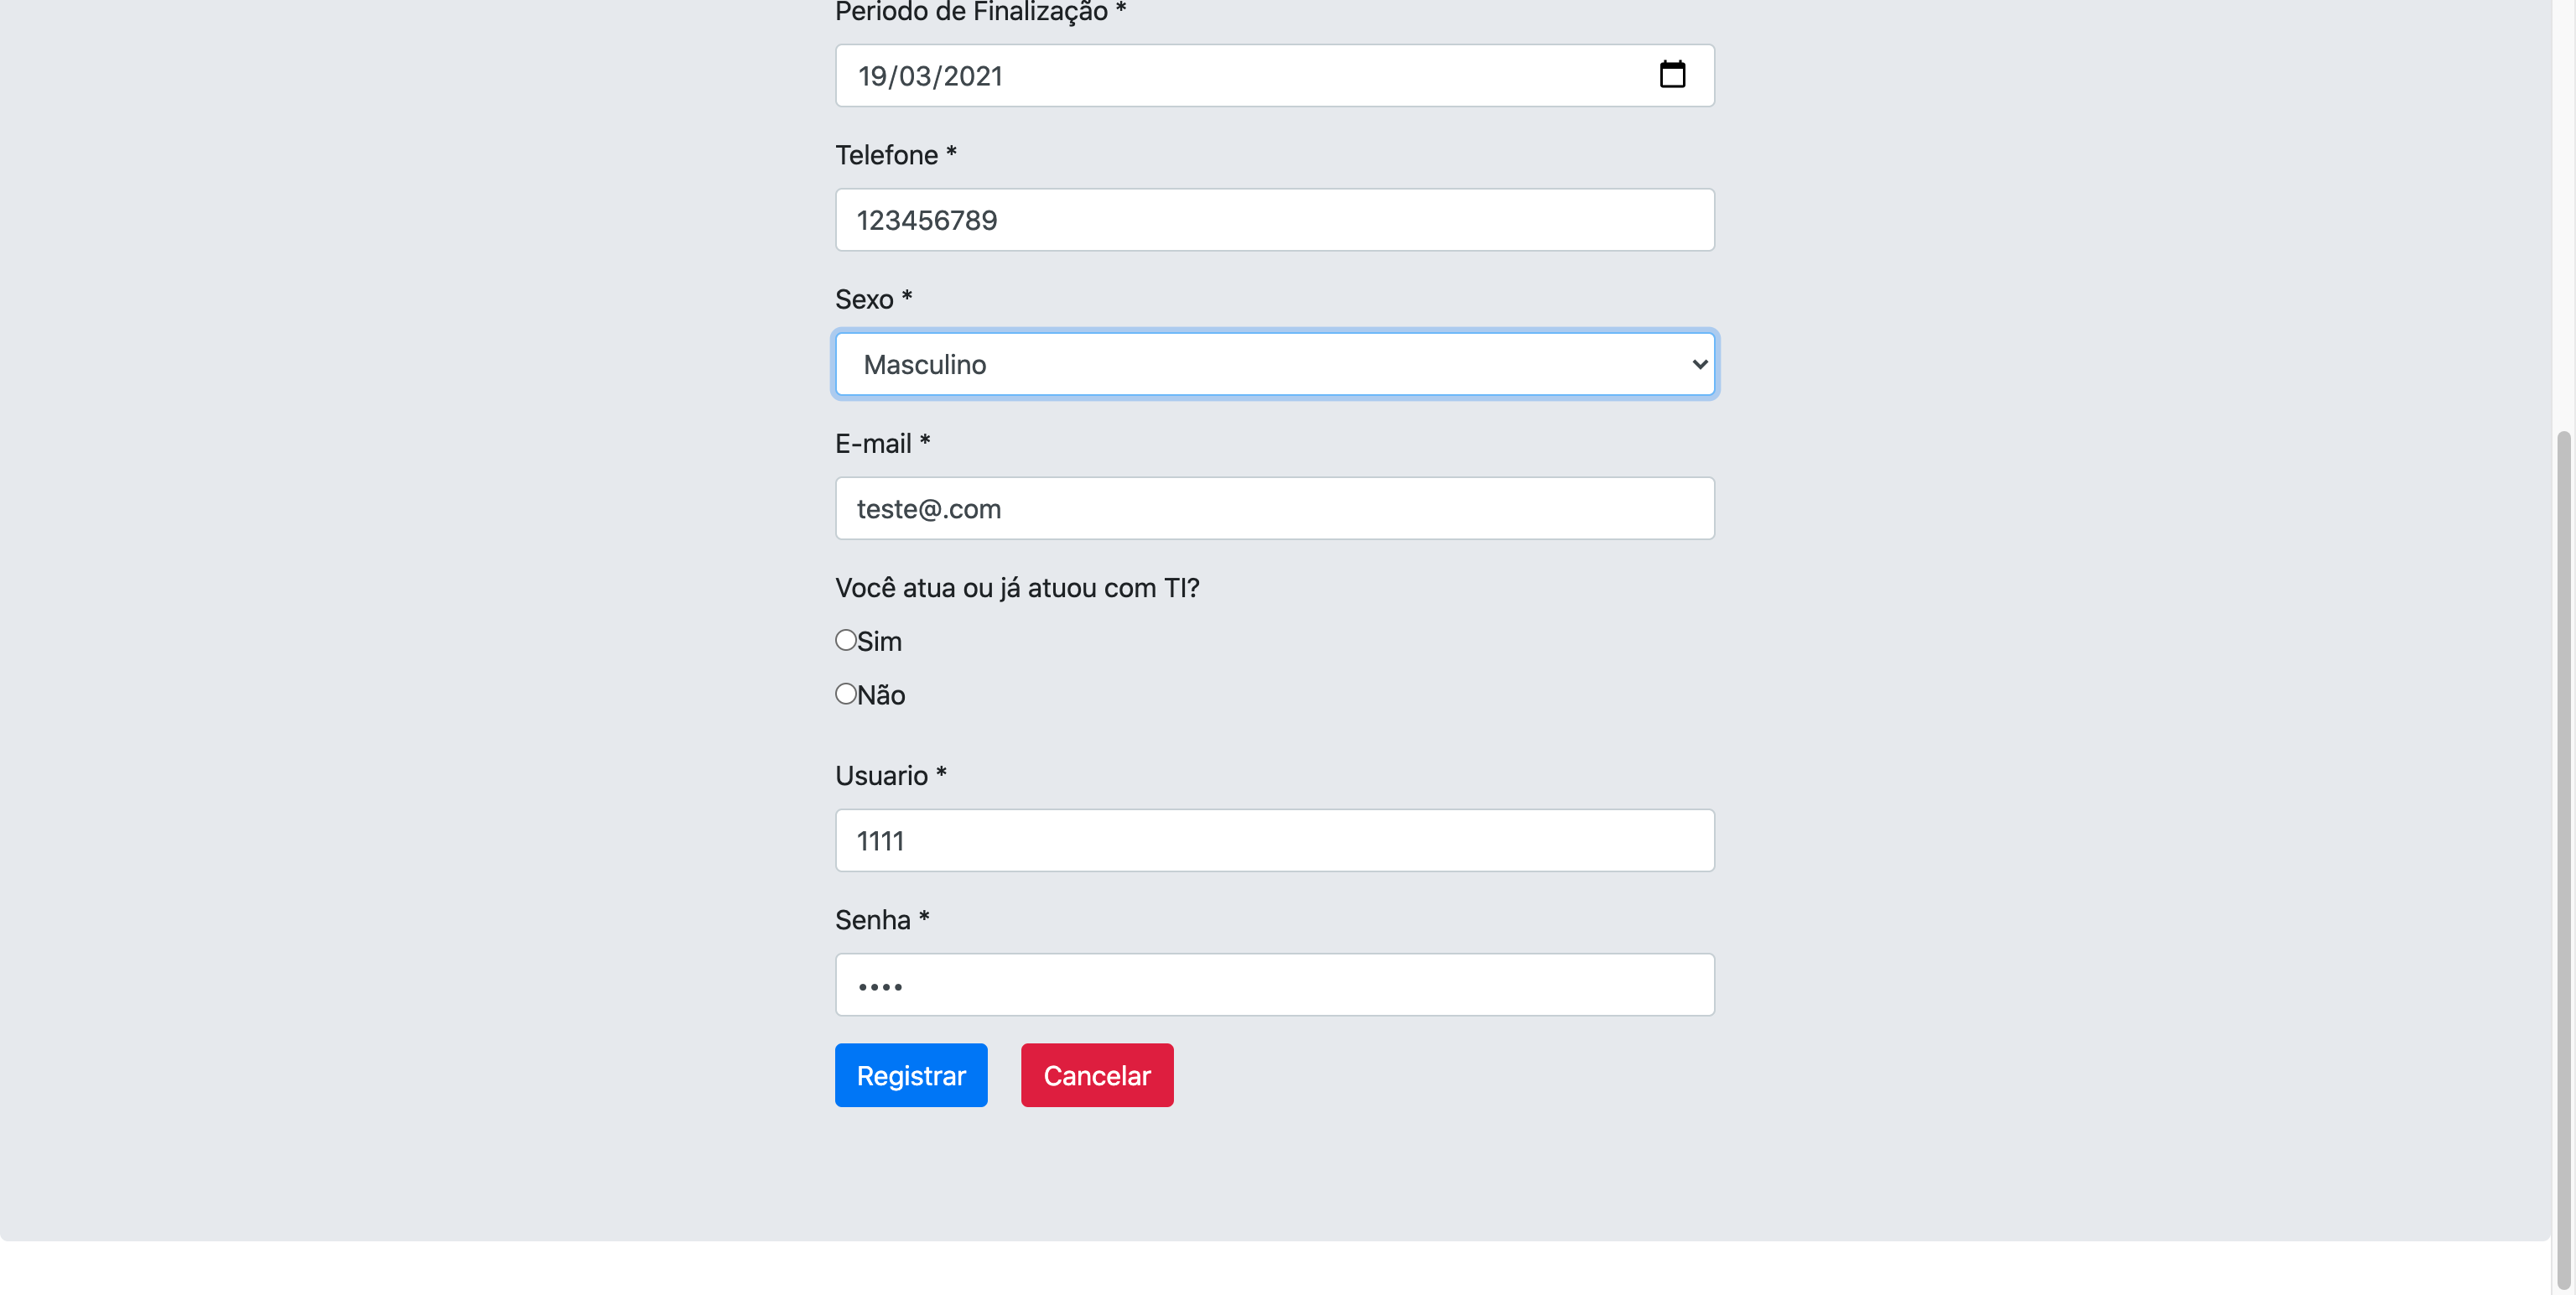 Periodo de Finalização *
19/03/2021
Telefone *
123456789
Sexo *
Masculino
E-mail *
teste@.com
Você atua ou já atuou com TI?
Sim
Não
Usuario *
1111
Senha *
••••
Registrar Cancelar